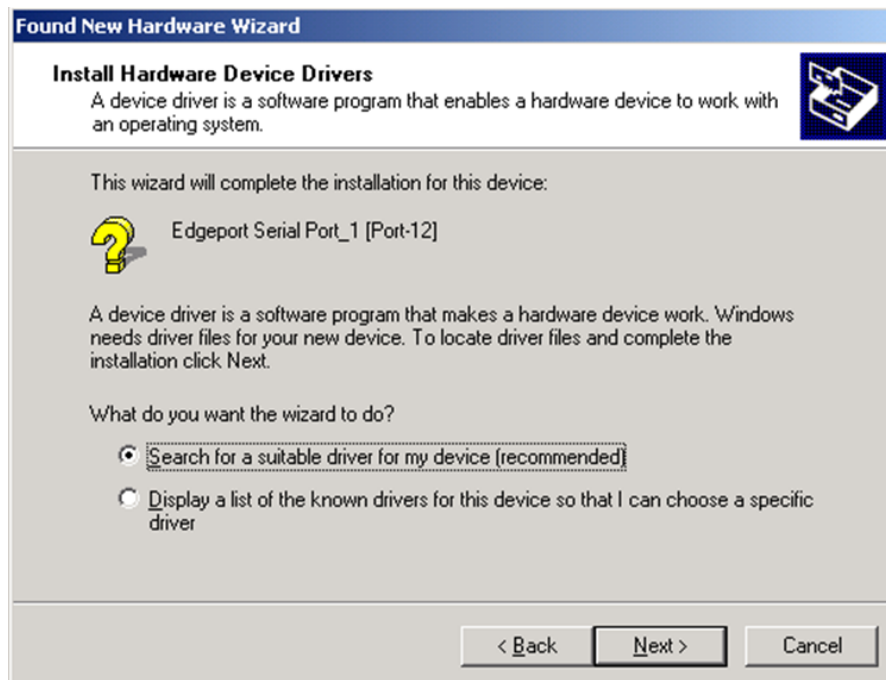 Found New Hardware Wizard
Install Hardware Device Drivers
A device driver is a software program that enables a hardware device to work with
an operating system.
This wizard will complete the installation for this device:
Edgeport Serial Port_1 [Port-12]
A device driver is a software program that makes a hardware device work. Windows
needs driver files for your new device. To locate driver files and complete the
installation click Next.
What do you want the wizard to do?
Search for a suitable driver for my device (recommended)
Display a list of the known drivers for this device so that I can choose a specific
driver
< Back Next > Cancel